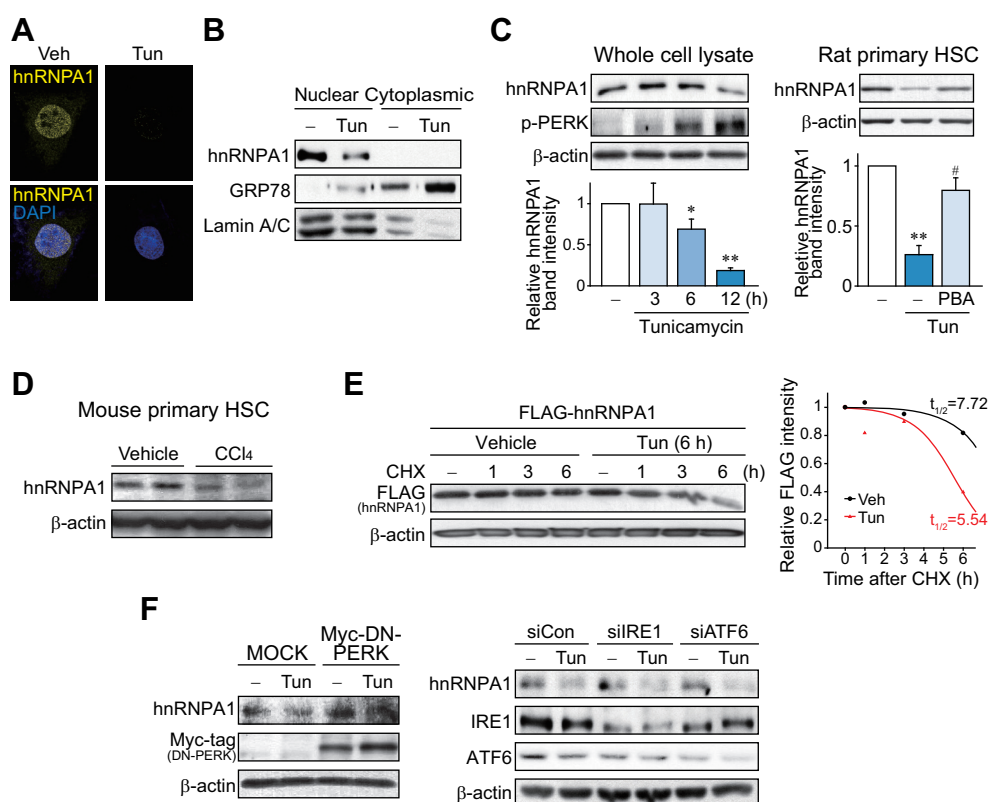 A
Veh Tun
hnRNPA1
hnRNPA1
DAPI
B
Nuclear Cytoplasmic
– Tun – Tun
hnRNPA1
GRP78
Lamin A/C
C
Whole cell lysate
hnRNPA1
p-PERK
β-actin
Relative hnRNPA1
band intensity
1
0.5
0
* **
– 3 6 12 (h)
Tunicamycin
Rat primary HSC
hnRNPA1
β-actin
Reletive hnRNPA1
band intensity
1
0.5
0
** #
– – PBA
Tun
D
Mouse primary HSC
Vehicle CCl4
hnRNPA1
β-actin
E
FLAG-hnRNPA1
Vehicle Tun (6 h)
CHX – 1 3 6 – 1 3 6 (h)
FLAG
(hnRNPA1)
β-actin
Relative FLAG intensity
1
0.8
0.6
0.4
0.2
0
t1/2=7.72
Veh
Tun
t1/2=5.54
0 1 2 3 4 5 6
Time after CHX (h)
F
MOCK Myc-DN-
PERK
– Tun – Tun
hnRNPA1
Myc-tag
(DN-PERK)
β-actin
siCon siIRE1 siATF6
– Tun – Tun – Tun
hnRNPA1
IRE1
ATF6
β-actin